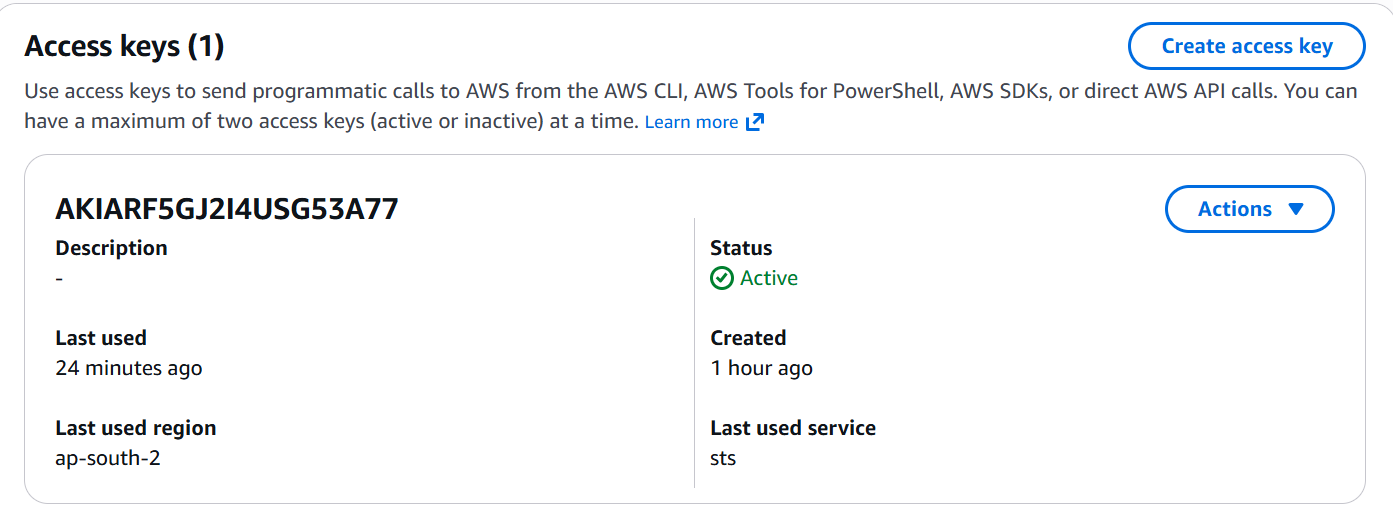 Access keys (1)
Create access key
Use access keys to send programmatic calls to AWS from the AWS CLI, AWS Tools for PowerShell, AWS SDKs, or direct AWS API calls. You can
have a maximum of two access keys (active or inactive) at a time. Learn more
AKIARF5GJ2I4USG53A77
Actions
Description
-
Status
Active
Last used
24 minutes ago
Created
1 hour ago
Last used region
ap-south-2
Last used service
sts